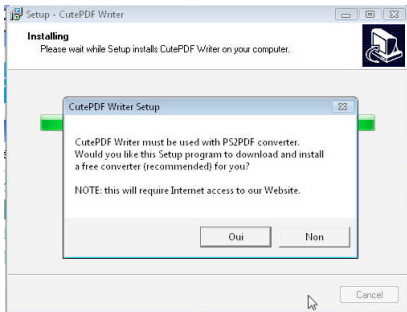 Setup - CutePDF Writer
Installing
Please wait while Setup installs CutePDF Writer on your computer.
CutePDF Writer Setup
CutePDF Writer must be used with PS2PDF converter.
Would you like this Setup program to download and install
a free converter (recommended) for you?
NOTE: this will require Internet access to our Website.
Oui Non
Cancel